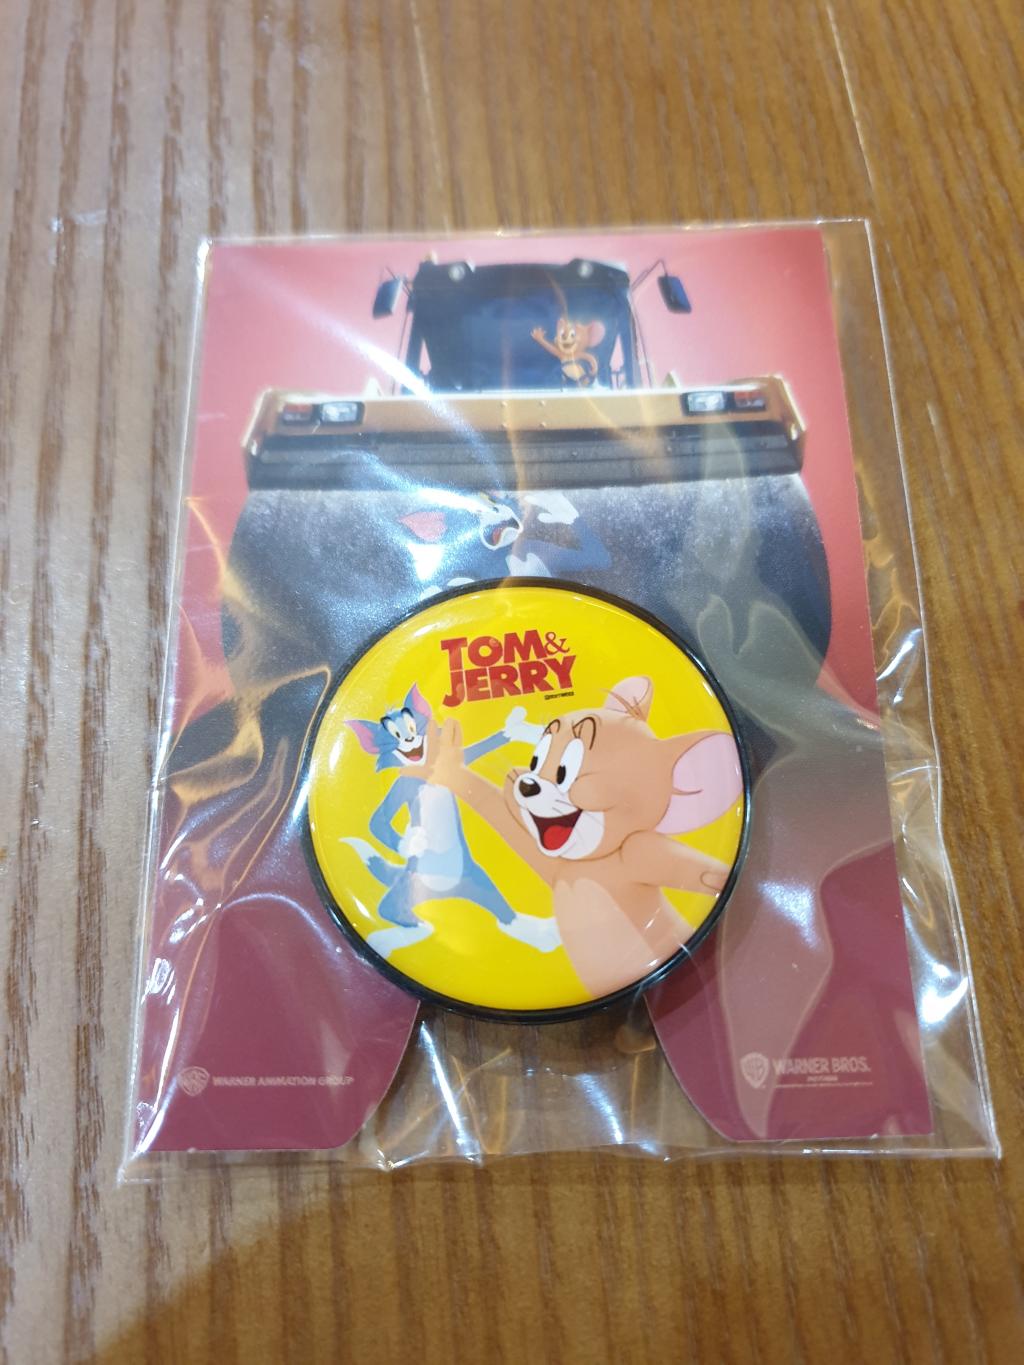 TOM&
JERRY
WARNER ANIMATION GROUP
WARNER BROS.